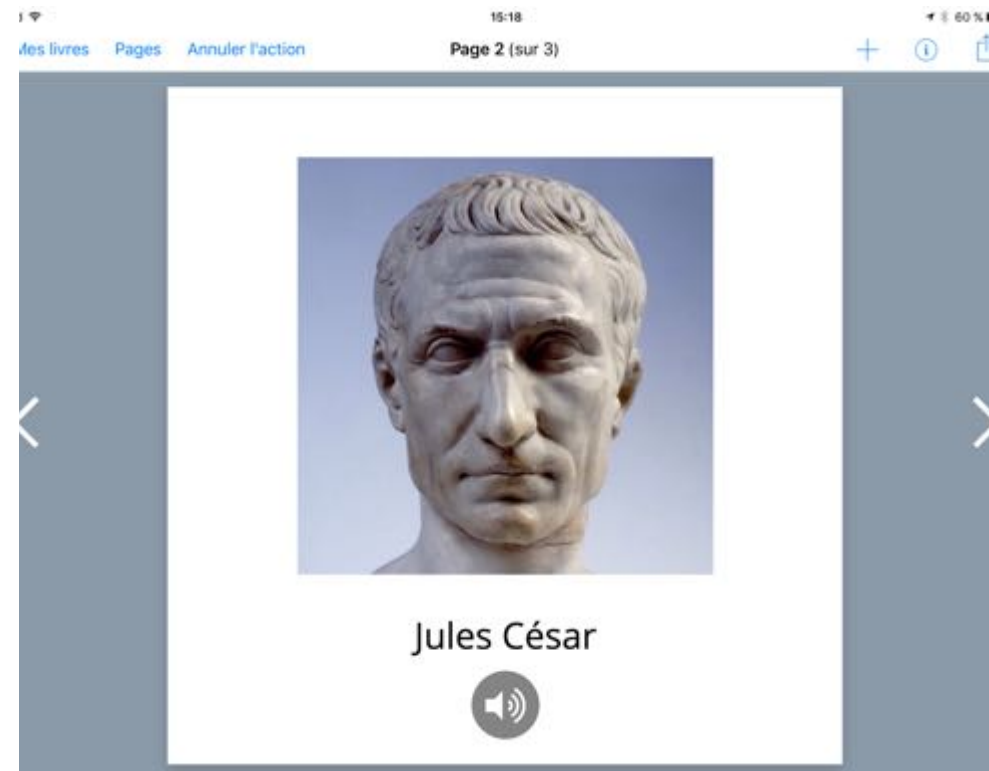 15:18
60 %
Mes livres Pages Annuler l'action Page 2 (sur 3)
Jules César